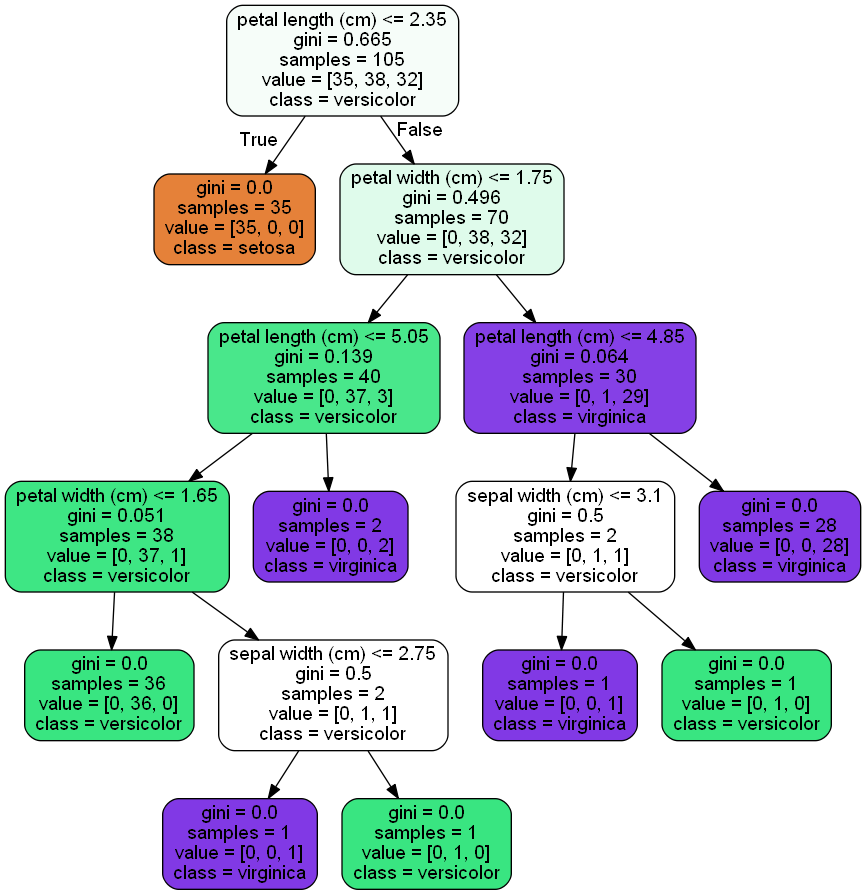 petal length (cm) <= 2.35
gini = 0.665
samples = 105
value = [35, 38, 32]
class = versicolor
True
False
gini = 0.0
samples = 35
value = [35, 0, 0]
class = setosa
petal width (cm) <= 1.75
gini = 0.496
samples = 70
value = [0, 38, 32]
class = versicolor
petal length (cm) <= 5.05
gini = 0.139
samples = 40
value = [0, 37, 3]
class = versicolor
petal length (cm) <= 4.85
gini = 0.064
samples = 30
value = [0, 1, 29]
class = virginica
petal width (cm) <= 1.65
gini = 0.051
samples = 38
value = [0, 37, 1]
class = versicolor
gini = 0.0
samples = 2
value = [0, 0, 2]
class = virginica
sepal width (cm) <= 3.1
gini = 0.5
samples = 2
value = [0, 1, 1]
class = versicolor
gini = 0.0
samples = 28
value = [0, 0, 28]
class = virginica
gini = 0.0
samples = 36
value = [0, 36, 0]
class = versicolor
sepal width (cm) <= 2.75
gini = 0.5
samples = 2
value = [0, 1, 1]
class = versicolor
gini = 0.0
samples = 1
value = [0, 0, 1]
class = virginica
gini = 0.0
samples = 1
value = [0, 1, 0]
class = versicolor
gini = 0.0
samples = 1
value = [0, 0, 1]
class = virginica
gini = 0.0
samples = 1
value = [0, 1, 0]
class = versicolor